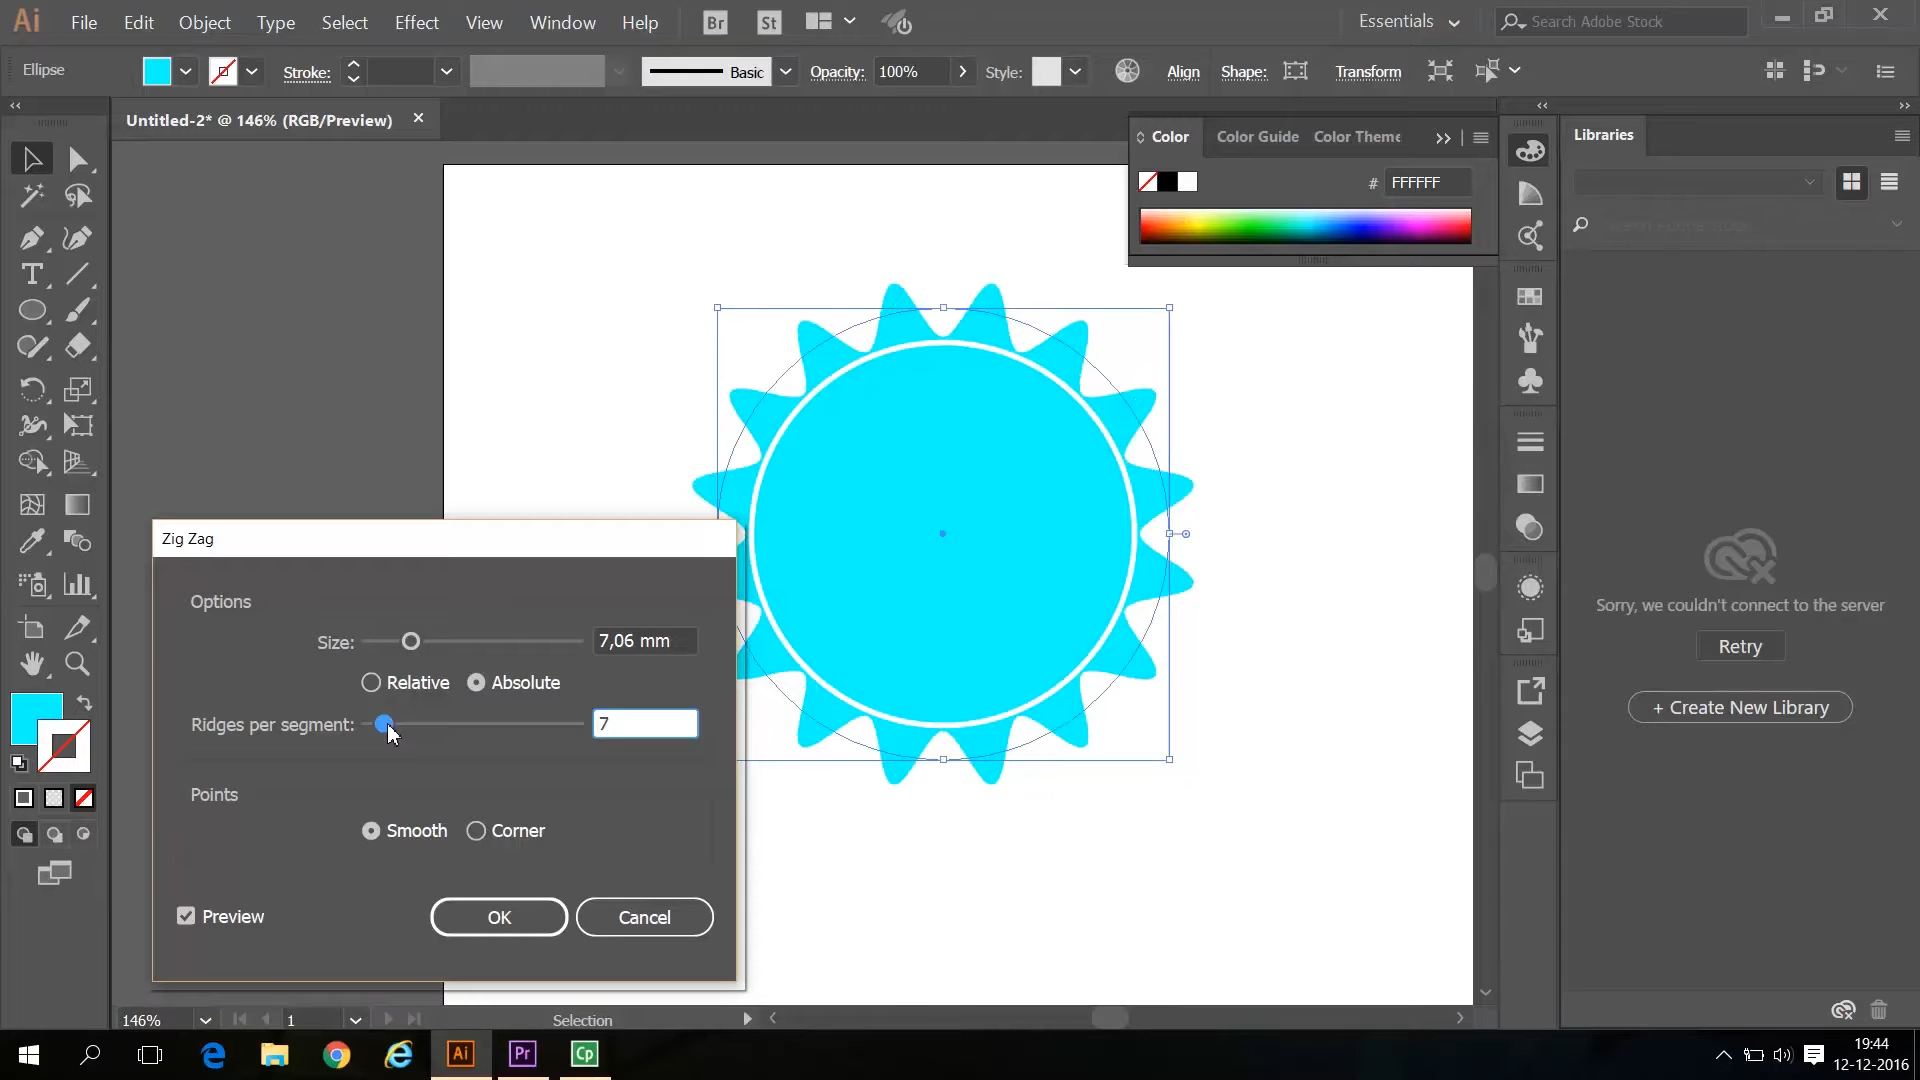 Ai File Edit Object Type Select Effect View Window Help Br St Essentials Search Adobe Stock
Ellipse Stroke: Basic Opacity: 100% Style: Align Shape: Transform
Untitled-2* @ 146% (RGB/Preview)
Color Color Guide Color Theme
# FFFFFF
Libraries
Zig Zag
Options
Size: 7,06 mm
Relative Absolute
Ridges per segment: 7
Points
Smooth Corner
Preview OK Cancel
Sorry, we couldn't connect to the server
Retry
+ Create New Library
146% 1 Selection
Ai Pr Cp
19:44
12-12-2016